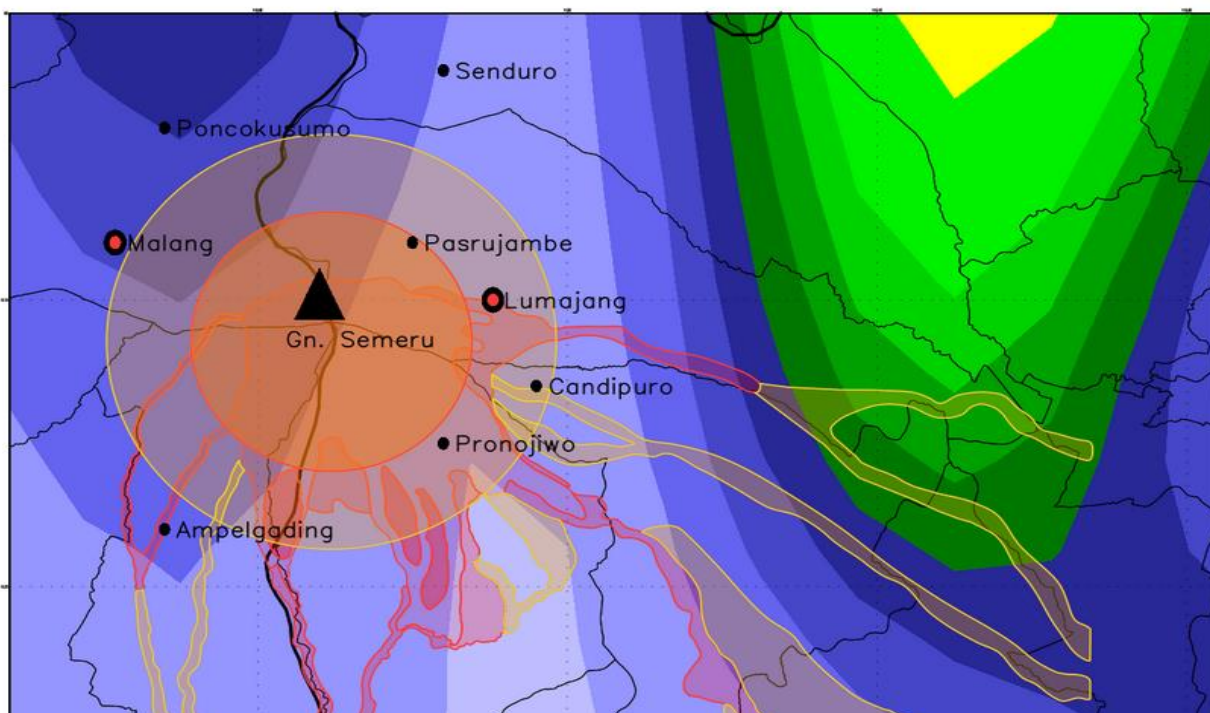 Senduro
Poncokusumo
Malang
Pasrujambe
Lumajang
Gn. Semeru
Candipuro
Pronojiwo
Ampelgading